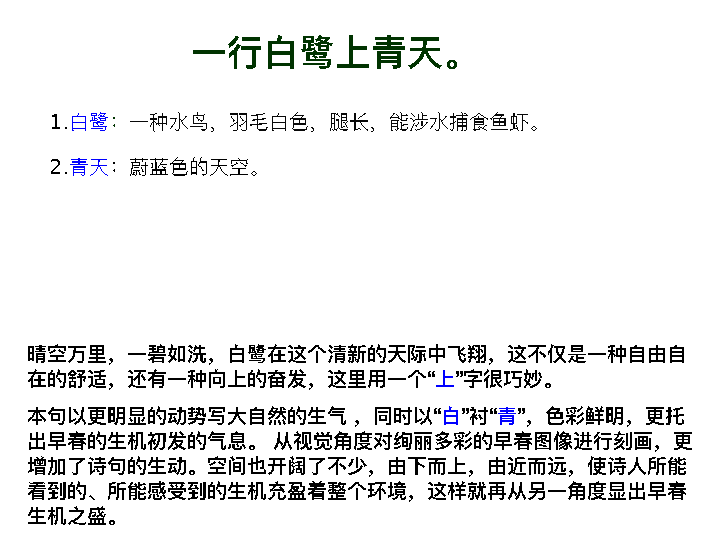 一行白鹭上青天。
1.白鹭：一种水鸟，羽毛白色，腿长，能涉水捕食鱼虾。
2.青天：蔚蓝色的天空。
晴空万里，一碧如洗，白鹭在这个清新的天际中飞翔，这不仅是一种自由自
在的舒适，还有一种向上的奋发，这里用一个“上”字很巧妙。
本句以更明显的动势写大自然的生气 ，同时以“白”衬“青”，色彩鲜明，更托
出早春的生机初发的气息。 从视觉角度对绚丽多彩的早春图像进行刻画，更
增加了诗句的生动。空间也开阔了不少，由下而上，由近而远，使诗人所能
看到的、所能感受到的生机充盈着整个环境，这样就再从另一角度显出早春
生机之盛。